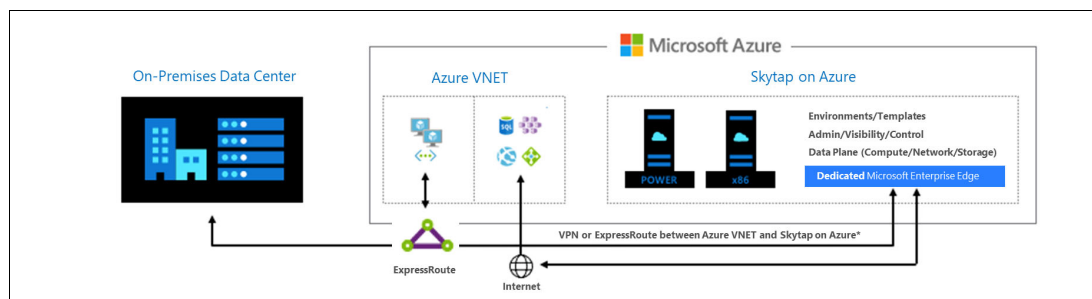 Microsoft Azure
On-Premises Data Center
Azure VNET
Skytap on Azure
SQL
POWER
x86
Environments/Templates
Admin/Visibility/Control
Data Plane (Compute/Network/Storage)
Dedicated Microsoft Enterprise Edge
VPN or ExpressRoute between Azure VNET and Skytap on Azure*
ExpressRoute
Internet